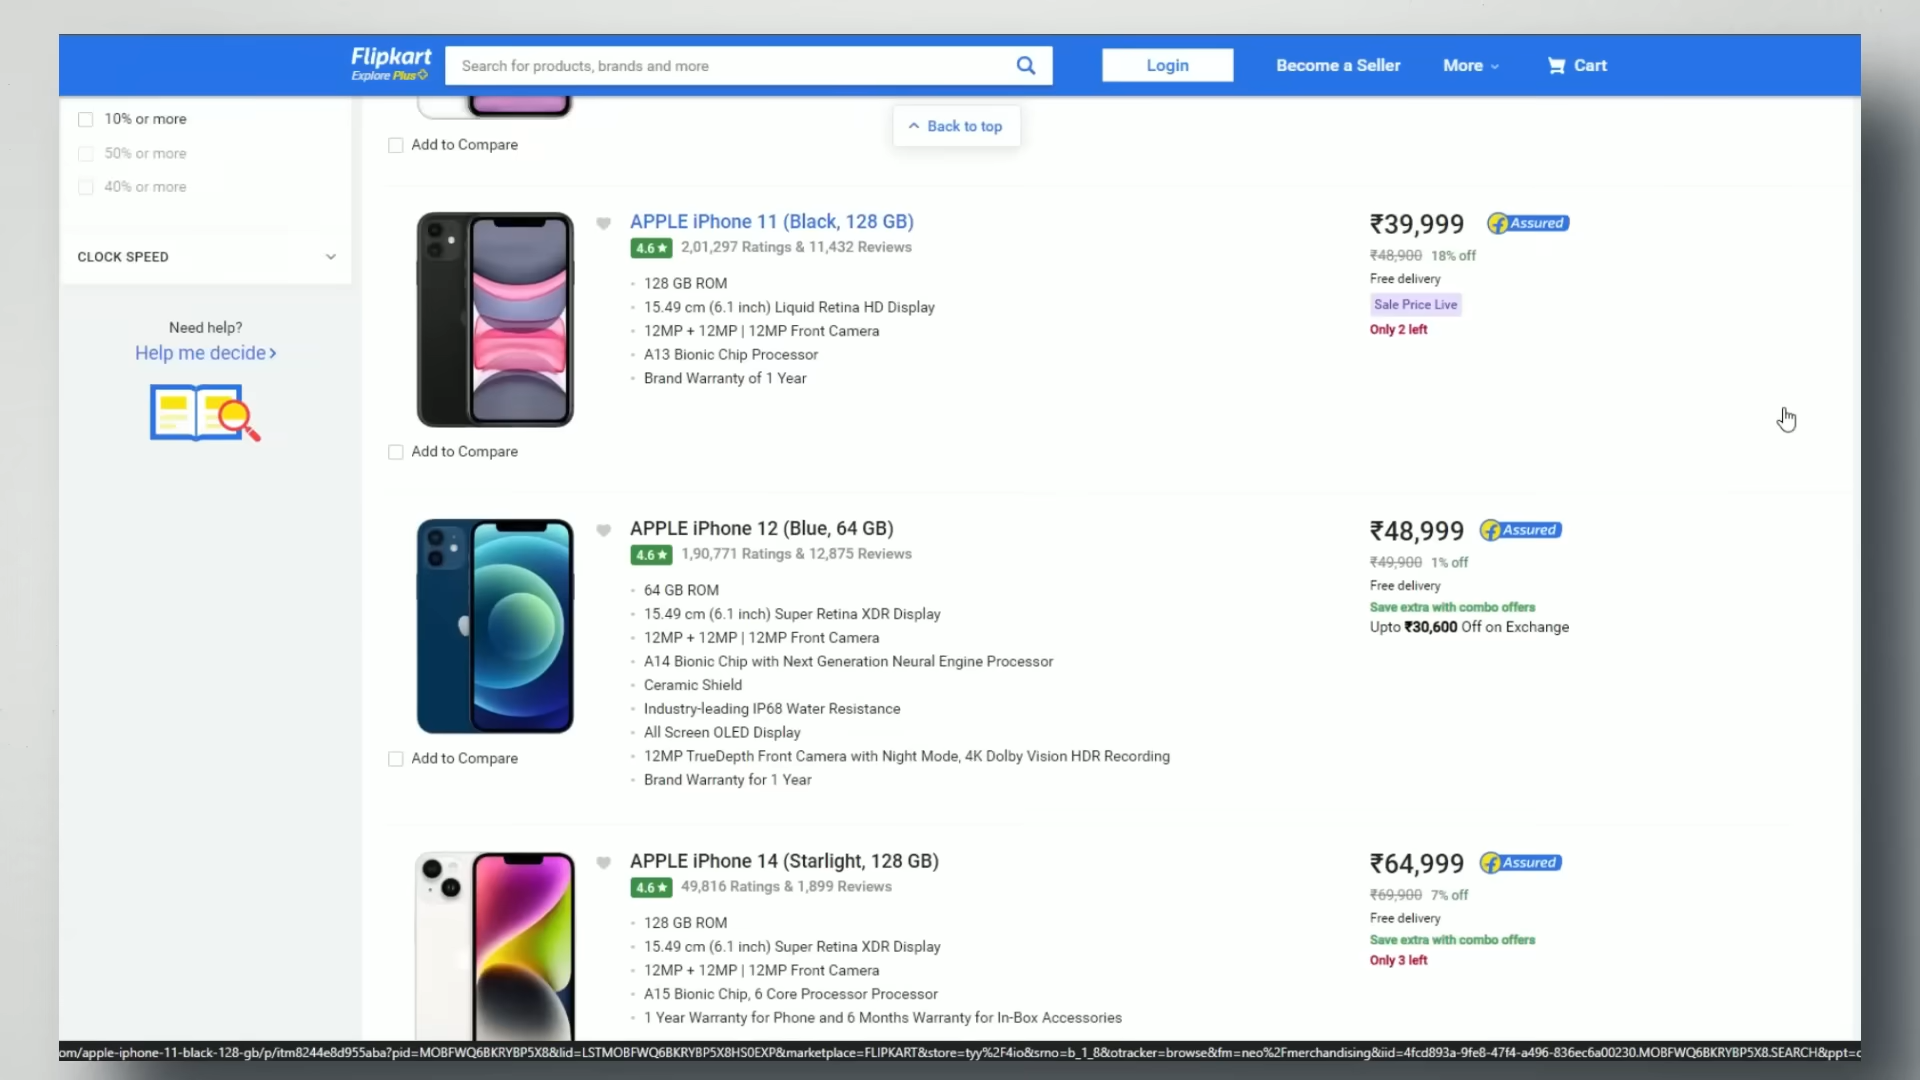 Flipkart
Explore Plus
Search for products, brands and more
Login
Become a Seller
More
Cart
10% or more
50% or more
40% or more
CLOCK SPEED
Need help?
Help me decide
Back to top
Add to Compare
APPLE iPhone 11 (Black, 128 GB)
4.6★ 2,01,297 Ratings & 11,432 Reviews
128 GB ROM
15.49 cm (6.1 inch) Liquid Retina HD Display
12MP + 12MP | 12MP Front Camera
A13 Bionic Chip Processor
Brand Warranty of 1 Year
₹39,999 Assured
₹48,900 18% off
Free delivery
Sale Price Live
Only 2 left
Add to Compare
APPLE iPhone 12 (Blue, 64 GB)
4.6★ 1,90,771 Ratings & 12,875 Reviews
64 GB ROM
15.49 cm (6.1 inch) Super Retina XDR Display
12MP + 12MP | 12MP Front Camera
A14 Bionic Chip with Next Generation Neural Engine Processor
Ceramic Shield
Industry-leading IP68 Water Resistance
All Screen OLED Display
12MP TrueDepth Front Camera with Night Mode, 4K Dolby Vision HDR Recording
Brand Warranty for 1 Year
₹48,999 Assured
₹49,900 1% off
Free delivery
Save extra with combo offers
Upto ₹30,600 Off on Exchange
Add to Compare
APPLE iPhone 14 (Starlight, 128 GB)
4.6★ 49,816 Ratings & 1,899 Reviews
128 GB ROM
15.49 cm (6.1 inch) Super Retina XDR Display
12MP + 12MP | 12MP Front Camera
A15 Bionic Chip, 6 Core Processor Processor
1 Year Warranty for Phone and 6 Months Warranty for In-Box Accessories
₹64,999 Assured
₹69,900 7% off
Free delivery
Save extra with combo offers
Only 3 left
om/apple-iphone-11-black-128-gb/p/itm8244e8d955aba?pid=MOBFWQ6BKRYBP5X8&lid=LSTMOBFWQ6BKRYBP5X8HS0EXP&marketplace=FLIPKART&store=tyy%2F4io&srno=b_1_8&otracker=browse&fm=neo%2Fmerchandising&iid=4fcd893a-9fe8-47f4-a496-836ec6a00230.MOBFWQ6BKRYBP5X8.SEARCH&ppt=c